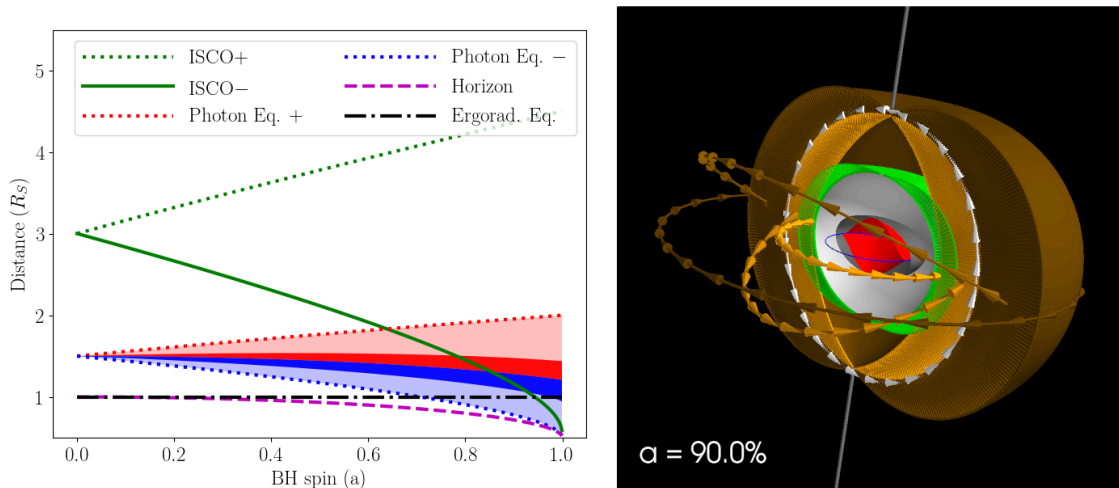 ISCO+
ISCO−
Photon Eq. +
Photon Eq. −
Horizon
Ergorad. Eq.
5
4
3
2
1
Distance (R_S)
0.0 0.2 0.4 0.6 0.8 1.0
BH spin (a)
a = 90.0%